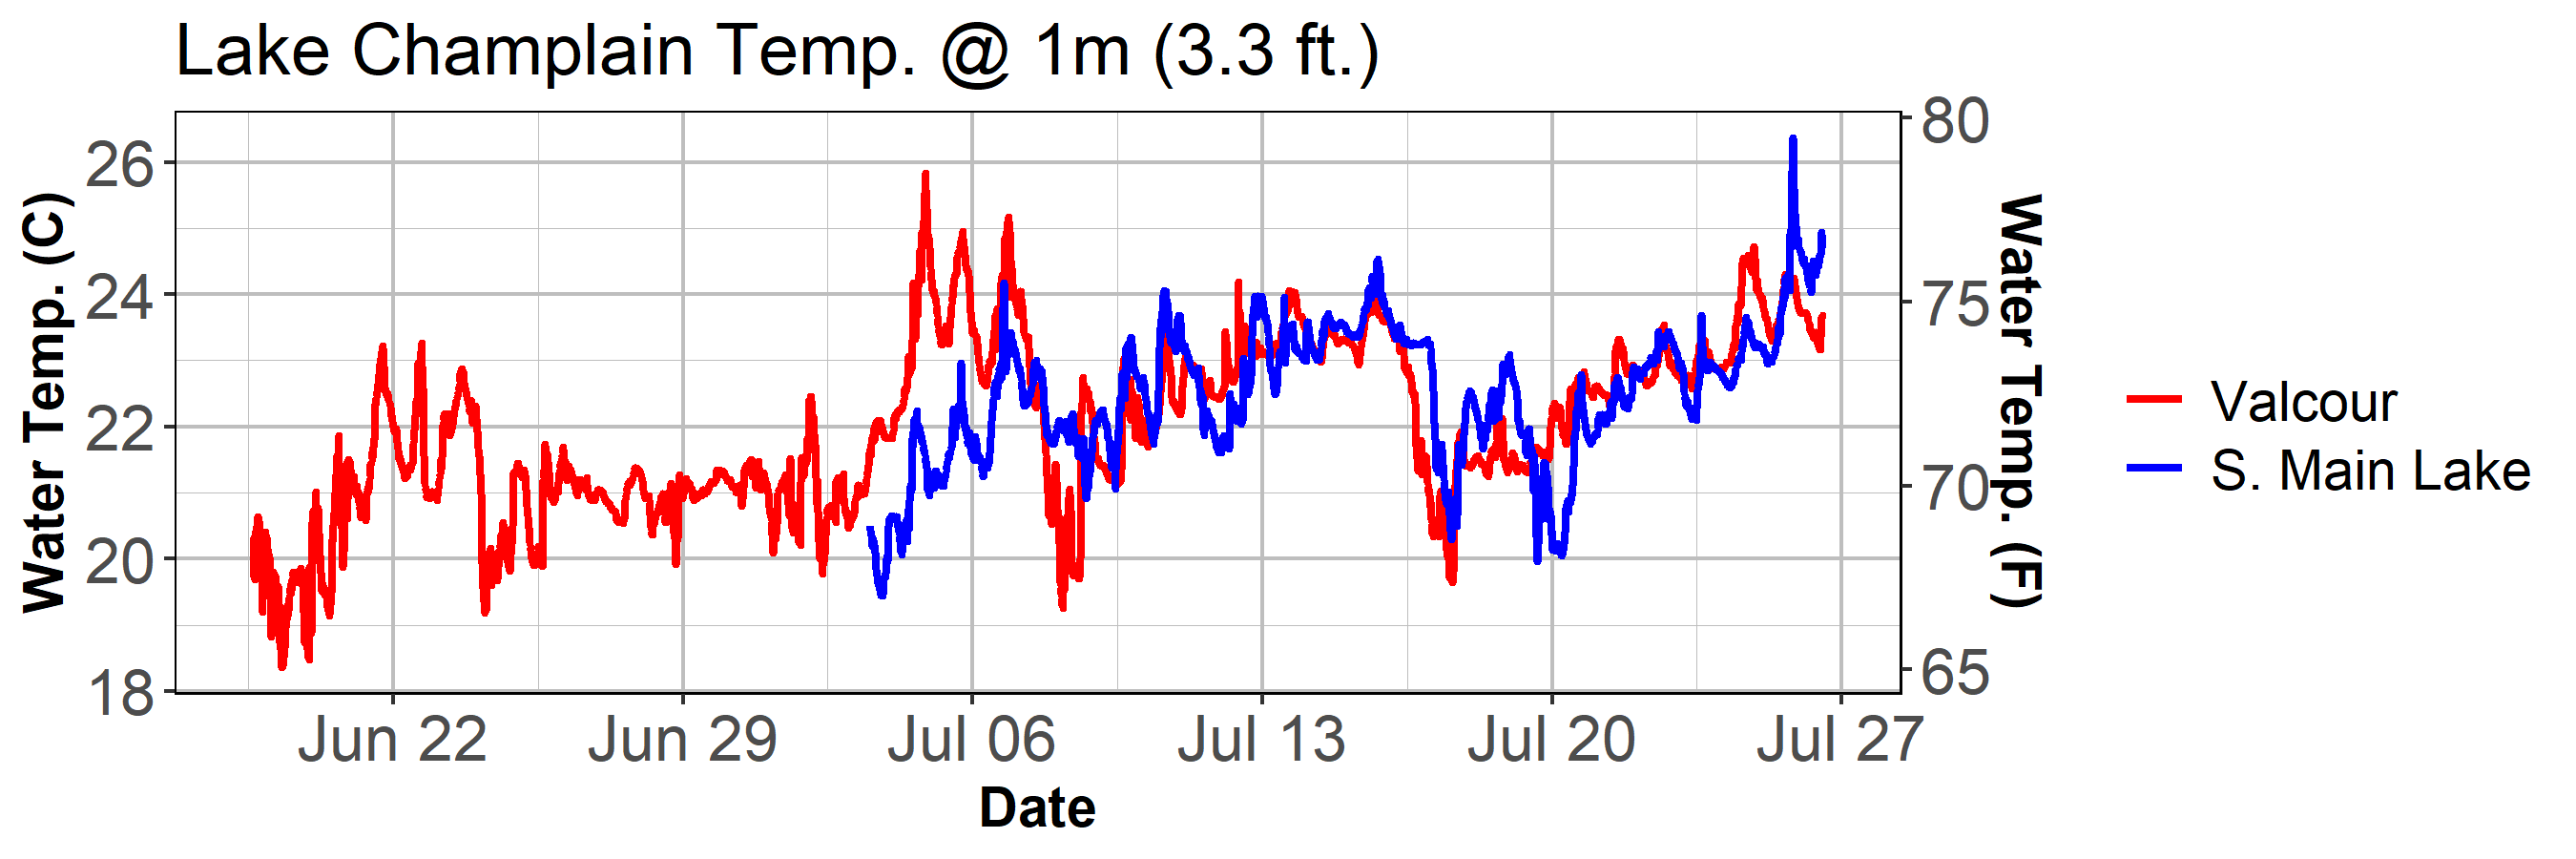 Lake Champlain Temp. @ 1m (3.3 ft.)
Water Temp. (C)
26
24
22
20
18
80
75
70
65
Water Temp. (F)
Jun 22
Jun 29
Jul 06
Jul 13
Jul 20
Jul 27
Date
Valcour
S. Main Lake